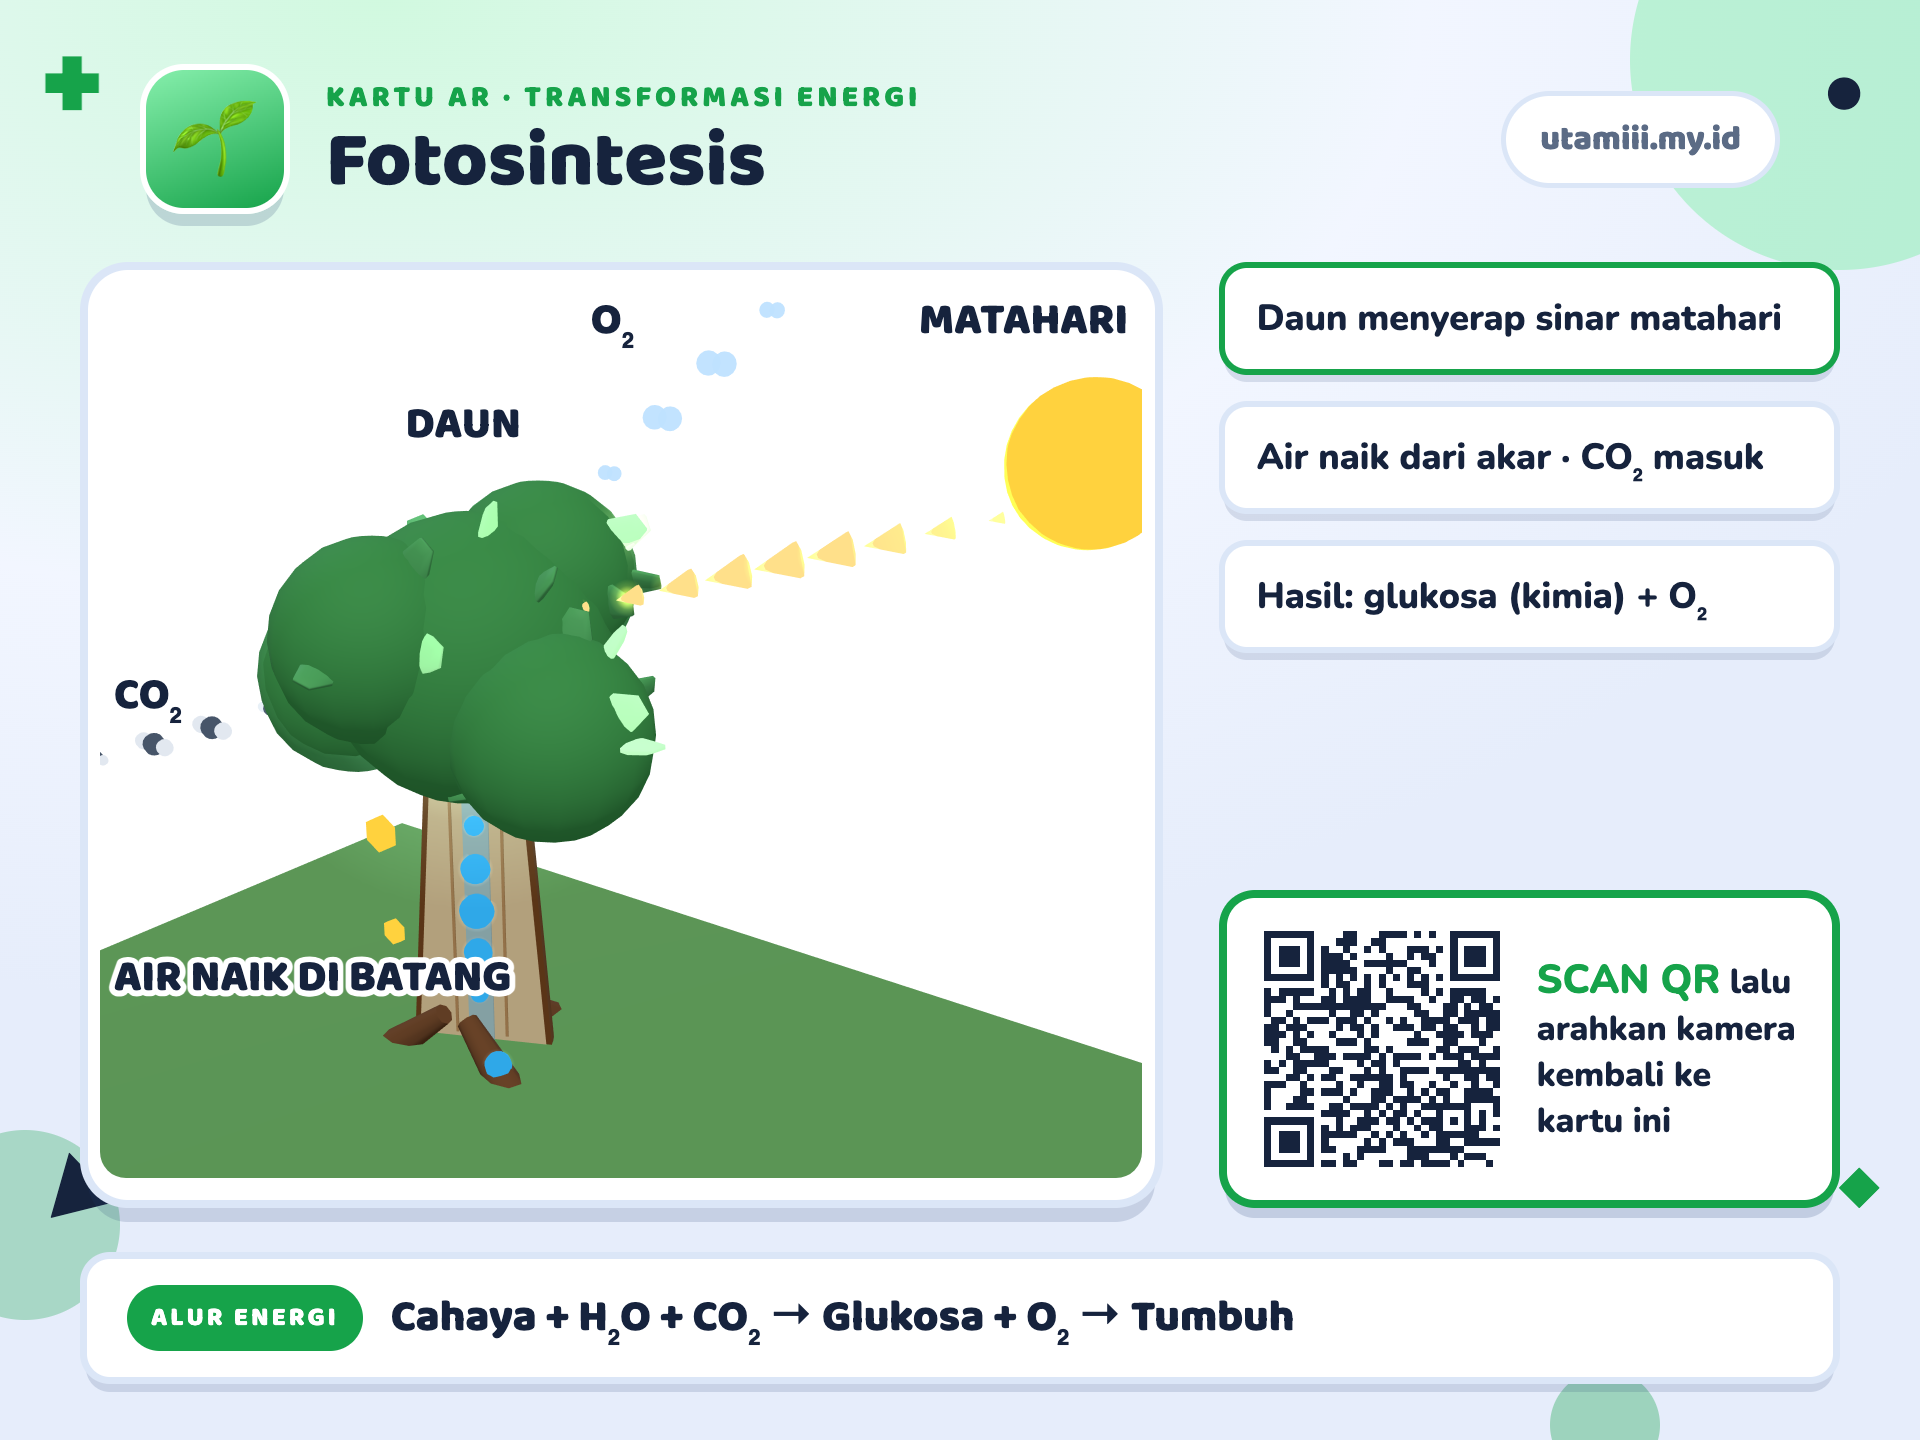 KARTU AR · TRANSFORMASI ENERGI
Fotosintesis
utamiii.my.id
O₂
MATAHARI
DAUN
CO₂
AIR NAIK DI BATANG
Daun menyerap sinar matahari
Air naik dari akar · CO₂ masuk
Hasil: glukosa (kimia) + O₂
SCAN QR lalu
arahkan kamera
kembali ke
kartu ini
ALUR ENERGI
Cahaya + H₂O + CO₂ → Glukosa + O₂ → Tumbuh